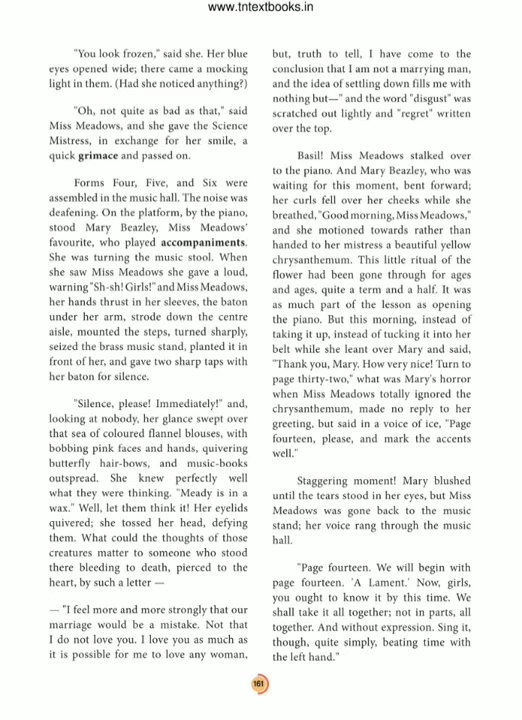 www.tntextbooks.in
"You look frozen," said she. Her blue
eyes opened wide; there came a mocking
light in them. (Had she noticed anything?)
"Oh, not quite as bad as that," said
Miss Meadows, and she gave the Science
Mistress, in exchange for her smile, a
quick grimace and passed on.
Forms Four, Five, and Six were
assembled in the music hall. The noise was
deafening. On the platform, by the piano,
stood Mary Beazley, Miss Meadows'
favourite, who played accompaniments.
She was turning the music stool. When
she saw Miss Meadows she gave a loud,
warning "Sh-sh! Girls!" and Miss Meadows,
her hands thrust in her sleeves, the baton
under her arm, strode down the centre
aisle, mounted the steps, turned sharply,
seized the brass music stand, planted it in
front of her, and gave two sharp taps with
her baton for silence.
"Silence, please! Immediately!" and,
looking at nobody, her glance swept over
that sea of coloured flannel blouses, with
bobbing pink faces and hands, quivering
butterfly hair-bows, and music-books
outspread. She knew perfectly well
what they were thinking. "Meady is in a
wax." Well, let them think it! Her eyelids
quivered; she tossed her head, defying
them. What could the thoughts of those
creatures matter to someone who stood
there bleeding to death, pierced to the
heart, by such a letter —
— "I feel more and more strongly that our
marriage would be a mistake. Not that
I do not love you. I love you as much as
it is possible for me to love any woman,
but, truth to tell, I have come to the
conclusion that I am not a marrying man,
and the idea of settling down fills me with
nothing but—" and the word "disgust" was
scratched out lightly and "regret" written
over the top.
Basil! Miss Meadows stalked over
to the piano. And Mary Beazley, who was
waiting for this moment, bent forward;
her curls fell over her cheeks while she
breathed, "Good morning, Miss Meadows,"
and she motioned towards rather than
handed to her mistress a beautiful yellow
chrysanthemum. This little ritual of the
flower had been gone through for ages
and ages, quite a term and a half. It was
as much part of the lesson as opening
the piano. But this morning, instead of
taking it up, instead of tucking it into her
belt while she leant over Mary and said,
"Thank you, Mary. How very nice! Turn to
page thirty-two," what was Mary's horror
when Miss Meadows totally ignored the
chrysanthemum, made no reply to her
greeting, but said in a voice of ice, "Page
fourteen, please, and mark the accents
well."
Staggering moment! Mary blushed
until the tears stood in her eyes, but Miss
Meadows was gone back to the music
stand; her voice rang through the music
hall.
"Page fourteen. We will begin with
page fourteen. 'A Lament.' Now, girls,
you ought to know it by this time. We
shall take it all together; not in parts, all
together. And without expression. Sing it,
though, quite simply, beating time with
the left hand."
161